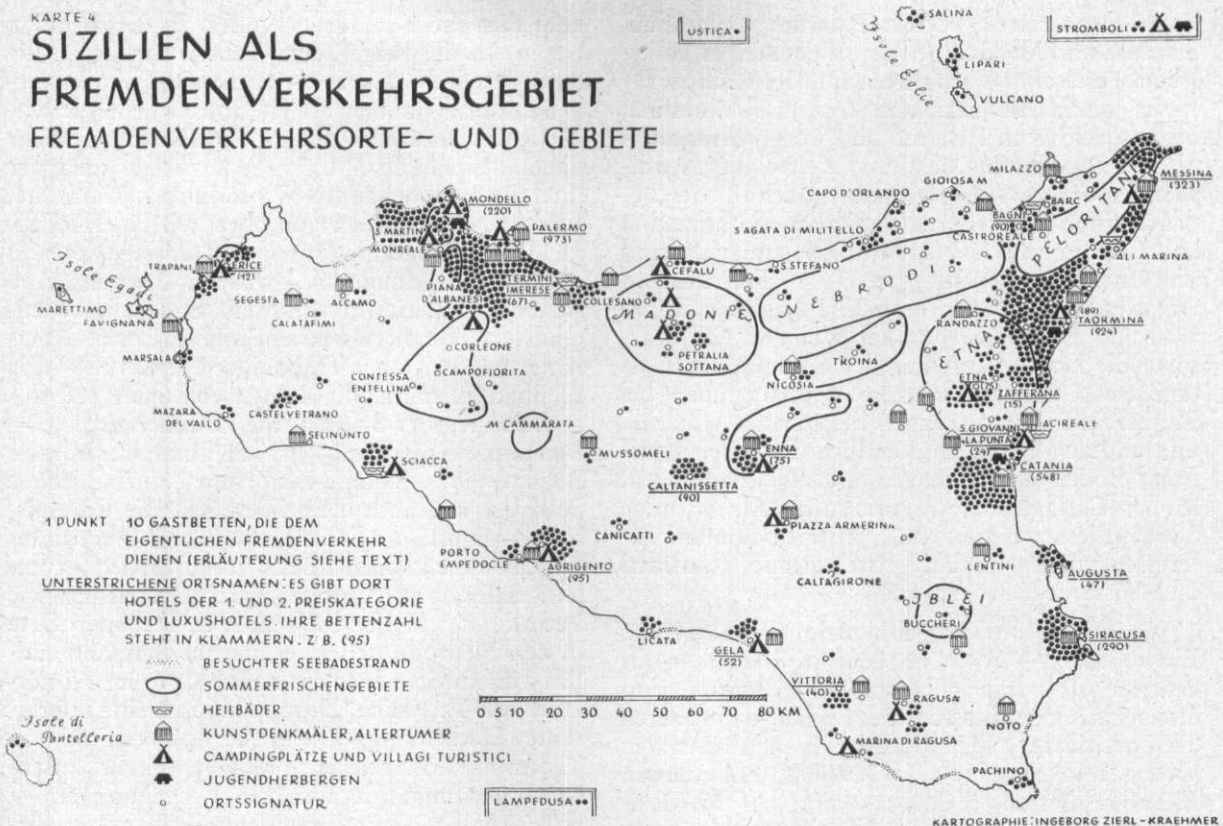 KARTE 4
SIZILIEN ALS
FREMDENVERKEHRSGEBIET
FREMDENVERKEHRSORTE- UND GEBIETE
USTICA
SALINA
STROMBOLI
Isole Eolie
LIPARI
VULCANO
MILAZZO
MESSINA
(323)
GIOIOSA M
CAPO D'ORLANDO
BARC
BAGNI
(90)
CASTROREALE
PELORITANI
S AGATA DI MILITELLO
ALI MARINA
MONDELLO
(220)
S MARTINO
PALERMO
(973)
MONREALE
TRAPANI
ERICE
(12)
Isole Egadi
MARETTIMO
FAVIGNANA
SEGESTA
ALCAMO
CALATAFIMI
PIANA
D'ALBANESI
TERMINI
IMERESE
(67)
COLLESANO
CEFALU
S.STEFANO
NEBRODI
MADONIE
RANDAZZO
(89)
TAORMINA
(924)
MARSALA
CORLEONE
PETRALIA
SOTTANA
TROINA
ETNA
CAMPOFIORITA
CONTESSA
ENTELLINA
NICOSIA
ETNA
(75)
ZAFFERANA
(15)
MAZARA
DEL VALLO
CASTELVETRANO
M CAMMARATA
SELINUNTO
MUSSOMELI
ENNA
(75)
S. GIOVANNI
LA PUNTA
(24)
ACIREALE
SCIACCA
CALTANISSETTA
(90)
CATANIA
(548)
1 PUNKT 10 GASTBETTEN, DIE DEM
EIGENTLICHEN FREMDENVERKEHR
DIENEN (ERLÄUTERUNG SIEHE TEXT)
UNTERSTRICHENE ORTSNAMEN: ES GIBT DORT
HOTELS DER 1. UND 2. PREISKATEGORIE
UND LUXUSHOTELS. IHRE BETTENZAHL
STEHT IN KLAMMERN. Z B. (95)
BESUCHTER SEEBADESTRAND
SOMMERFRISCHENGEBIETE
HEILBÄDER
KUNSTDENKMÄLER, ALTERTUMER
CAMPINGPLÄTZE UND VILLAGI TURISTICI
JUGENDHERBERGEN
ORTSSIGNATUR
PIAZZA ARMERINA
CANICATTI
PORTO
EMPEDOCLE
AGRIGENTO
(95)
CALTAGIRONE
LENTINI
AUGUSTA
(47)
IBLEI
BUCCHERI
LICATA
GELA
(52)
SIRACUSA
(290)
VITTORIA
(40)
RAGUSA
NOTO
MARINA DI RAGUSA
PACHINO
0 5 10 20 30 40 50 60 70 80 KM
Isole di
Pantelleria
LAMPEDUSA
KARTOGRAPHIE: INGEBORG ZIERL-KRAEHMER